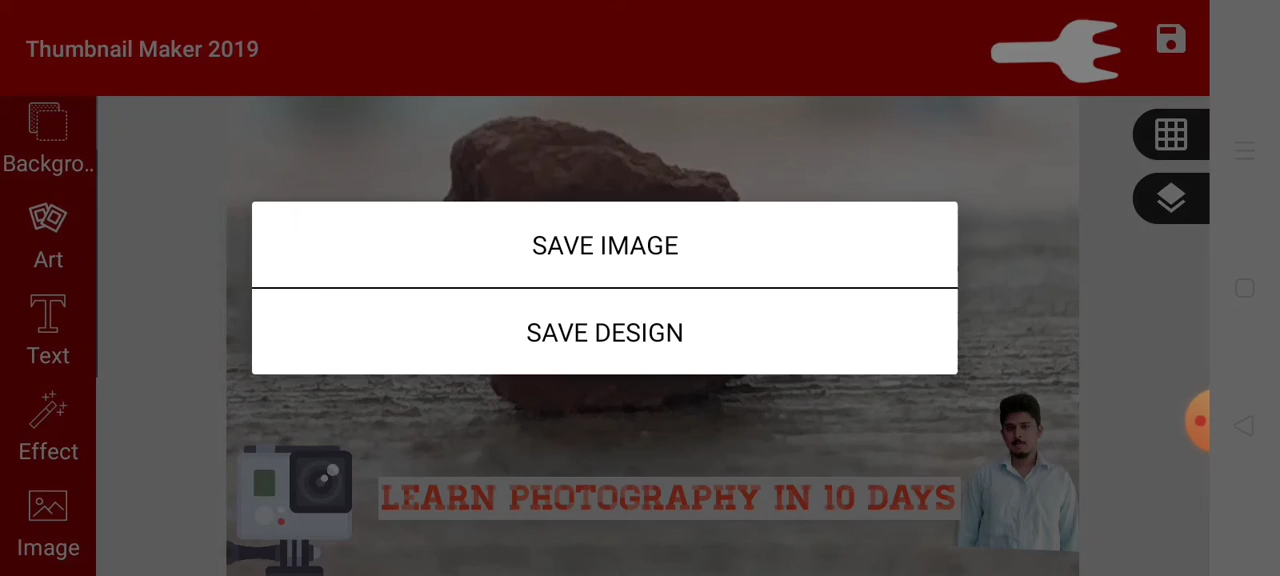 Thumbnail Maker 2019
Backgro..
Art
Text
Effect
Image
SAVE IMAGE
SAVE DESIGN
LEARN PHOTOGRAPHY IN 10 DAYS